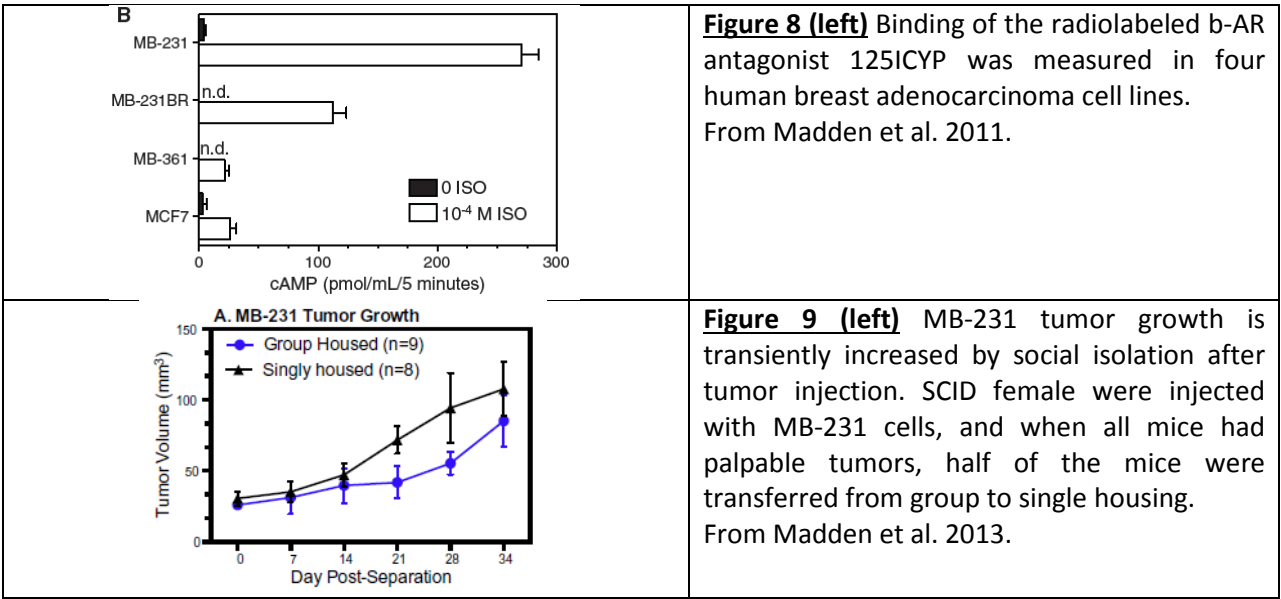 B
MB-231
MB-231BR
n.d.
MB-361
n.d.
MCF7
0 ISO
10⁻⁴ M ISO
0 100 200 300
cAMP (pmol/mL/5 minutes)
Figure 8 (left) Binding of the radiolabeled b-AR
antagonist 125ICYP was measured in four
human breast adenocarcinoma cell lines.
From Madden et al. 2011.
A. MB-231 Tumor Growth
150
100
50
0
Tumor Volume (mm³)
Group Housed (n=9)
Singly housed (n=8)
0 7 14 21 28 34
Day Post-Separation
Figure 9 (left) MB-231 tumor growth is
transiently increased by social isolation after
tumor injection. SCID female were injected
with MB-231 cells, and when all mice had
palpable tumors, half of the mice were
transferred from group to single housing.
From Madden et al. 2013.